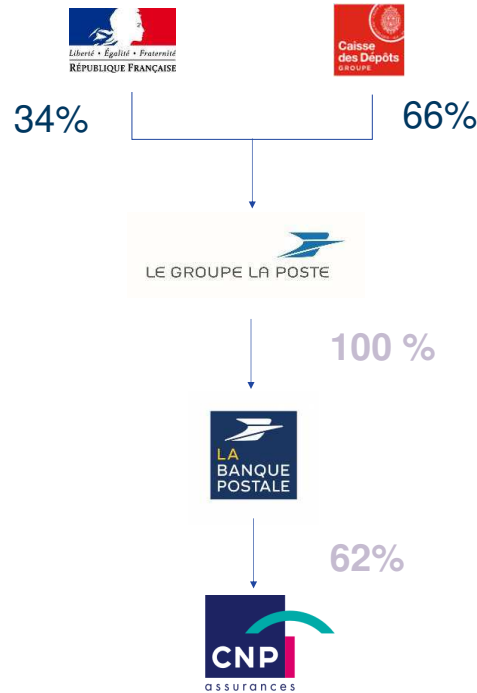 Liberté • Égalité • Fraternité
RÉPUBLIQUE FRANÇAISE
Caisse
des Dépôts
GROUPE
34%
66%
LE GROUPE LA POSTE
100 %
LA
BANQUE
POSTALE
62%
CNP
assurances